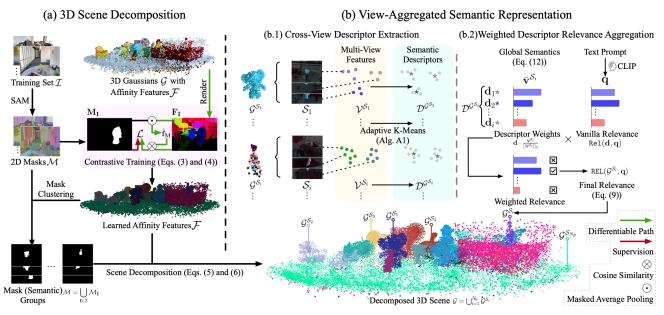 (a) 3D Scene Decomposition
Training Set ℐ
SAM
2D Masks ℳ
Mask
Clustering
Mask (Semantic)
Groups
3D Gaussians 𝒢 with
Affinity Features ℱ
Render
M_I
F_I
ℒ
f_M
Contrastive Training (Eqs. (3) and (4))
Learned Affinity Features ℱ
Scene Decomposition (Eqs. (5) and (6))
(b) View-Aggregated Semantic Representation
(b.1) Cross-View Descriptor Extraction
Multi-View
Features
Semantic
Descriptors
Adaptive K-Means
(Alg. A1)
(b.2)Weighted Descriptor Relevance Aggregation
Global Semantics
(Eq. (12))
Text Prompt
q
CLIP
Descriptor Weights
×
Vanilla Relevance
Rel(d, q)
Weighted Relevance
Final Relevance
(Eq. (9))
Decomposed 3D Scene
Differentiable Path
Supervision
Cosine Similarity
Masked Average Pooling